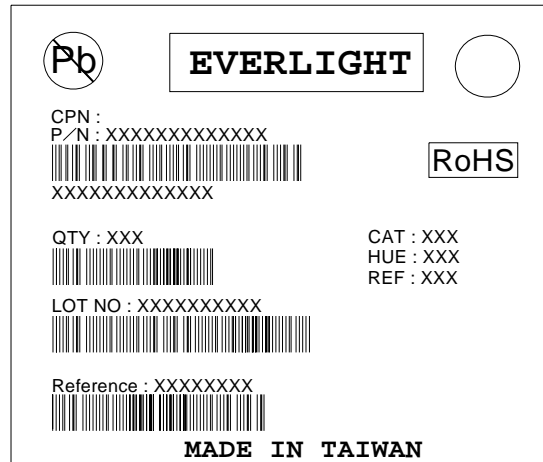 Pb
EVERLIGHT
CPN :
P/N : XXXXXXXXXXXXX
RoHS
XXXXXXXXXXXXX
QTY : XXX
CAT : XXX
HUE : XXX
REF : XXX
LOT NO : XXXXXXXXXX
Reference : XXXXXXXX
MADE IN TAIWAN